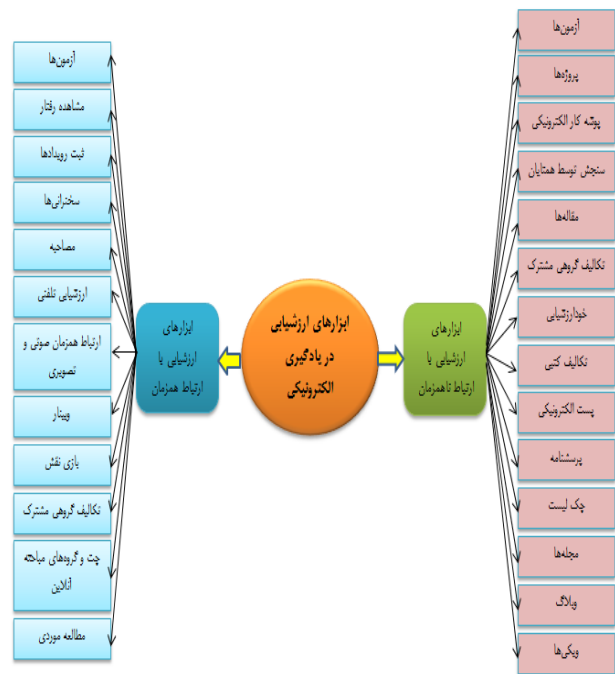 ابزارهای ارزشیابی
در یادگیری
الکترونیکی
ابزارهای
ارزشیابی با
ارتباط ناهمزمان
آزمون‌ها
پروژه‌ها
پوشه کار الکترونیکی
سنجش توسط همتایان
مقاله‌ها
تکالیف گروهی مشترک
خودارزشیابی
تکالیف کتبی
پست الکترونیکی
پرسشنامه
چک لیست
مجله‌ها
وبلاگ
ویکی‌ها
ابزارهای
ارزشیابی با
ارتباط همزمان
آزمون‌ها
مشاهده رفتار
ثبت رویدادها
سخنرانی‌ها
مصاحبه
ارزشیابی تلفنی
ارتباط همزمان صوتی و
تصویری
وبینار
بازی نقش
تکالیف گروهی مشترک
چت و گروه‌های مباحثه
آنلاین
مطالعه موردی